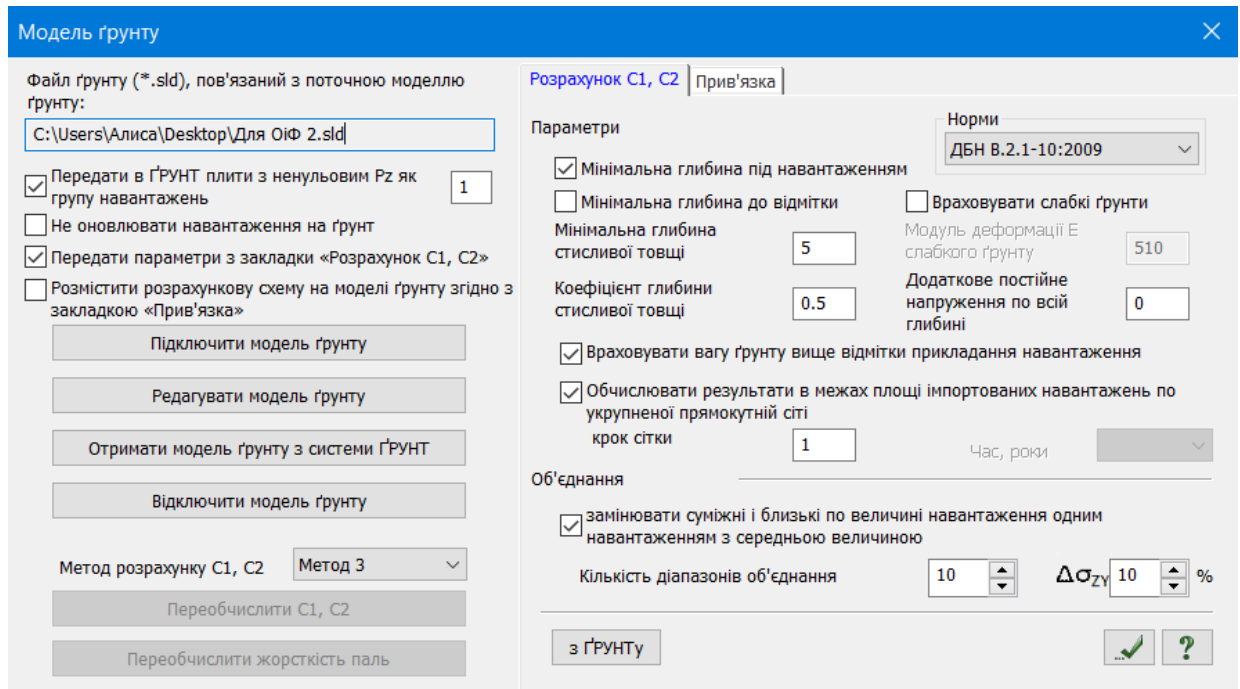 Модель ґрунту
Файл ґрунту (*.sld), пов'язаний з поточною моделлю
ґрунту:
C:\Users\Алиса\Desktop\Для ОіФ 2.sld
Передати в ҐРУНТ плити з ненульовим Pz як
групу навантажень
1
Не оновлювати навантаження на ґрунт
Передати параметри з закладки «Розрахунок С1, С2»
Розмістити розрахункову схему на моделі ґрунту згідно з
закладкою «Прив'язка»
Підключити модель ґрунту
Редагувати модель ґрунту
Отримати модель ґрунту з системи ҐРУНТ
Відключити модель ґрунту
Метод розрахунку С1, С2
Метод 3
Переобчислити С1, С2
Переобчислити жорсткість паль
Розрахунок С1, С2
Прив'язка
Параметри
Норми
ДБН В.2.1-10:2009
Мінімальна глибина під навантаженням
Мінімальна глибина до відмітки
Враховувати слабкі ґрунти
Мінімальна глибина
стисливої товщі
5
Модуль деформації Е
слабкого ґрунту
510
Коефіцієнт глибини
стисливої товщі
0.5
Додаткове постійне
напруження по всій
глибині
0
Враховувати вагу ґрунту вище відмітки прикладання навантаження
Обчислювати результати в межах площі імпортованих навантажень по
укрупненої прямокутній сіті
крок сітки
1
Час, роки
Об'єднання
замінювати суміжні і близькі по величині навантаження одним
навантаженням з середньою величиною
Кількість діапазонів об'єднання
10
ΔσZY
10
%
з ҐРУНТу
?